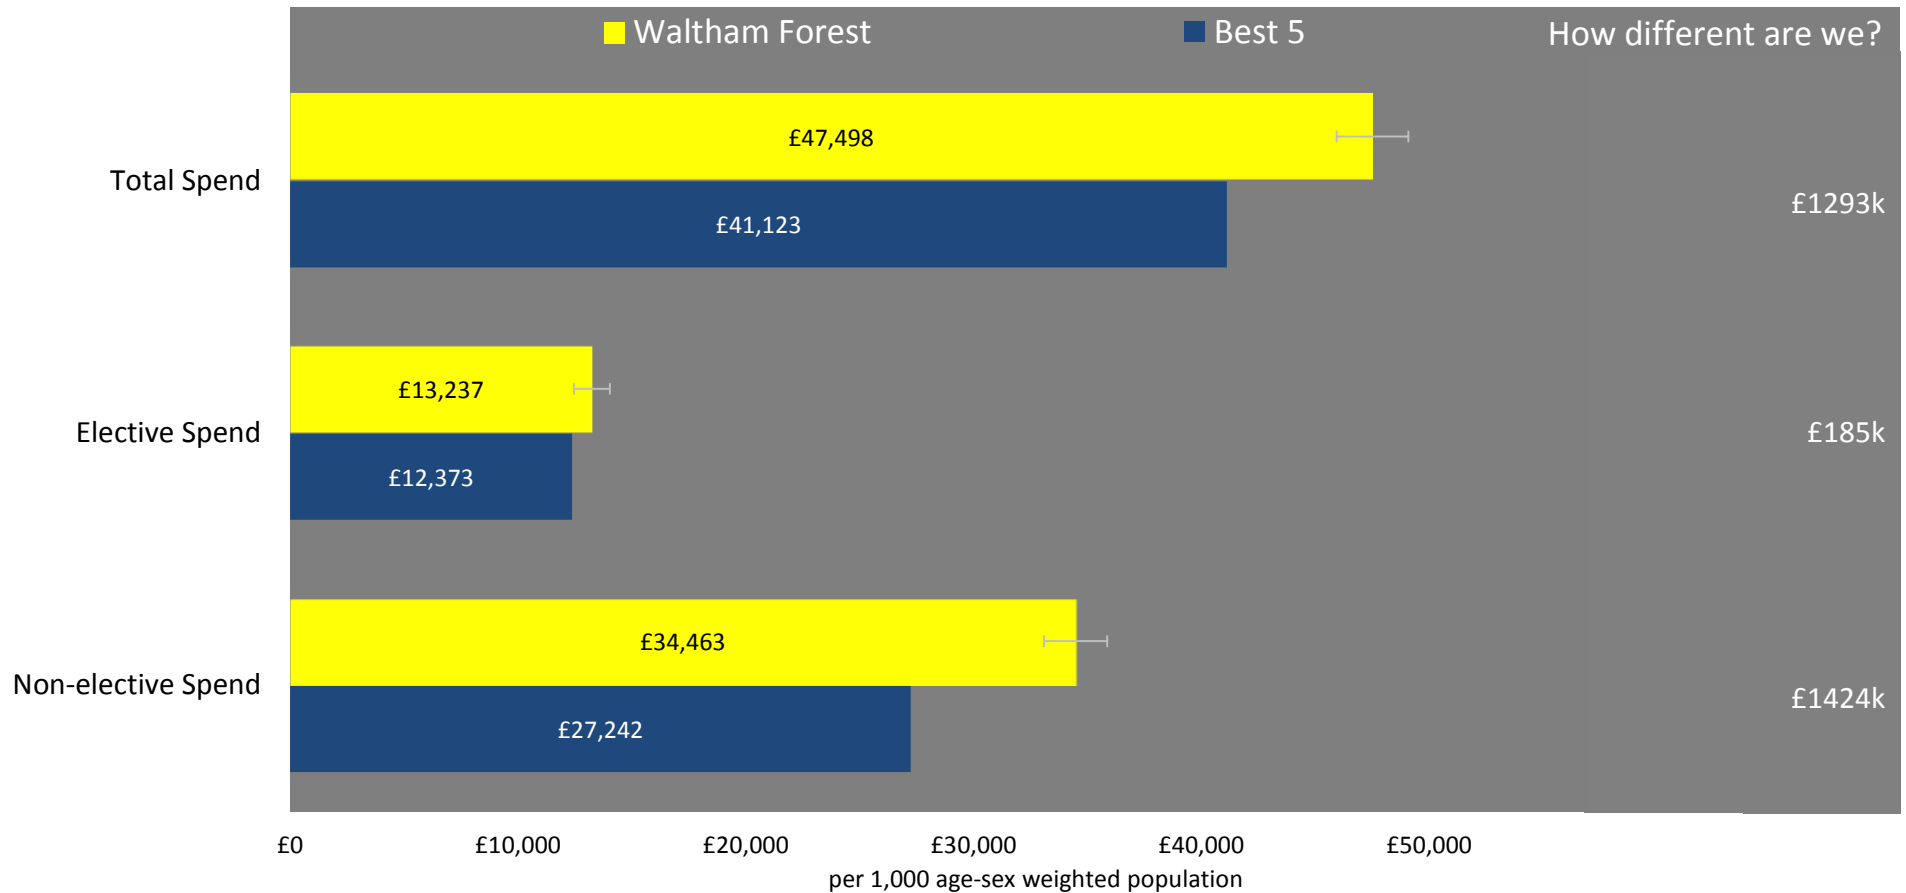 Waltham Forest
Best 5
How different are we?
Total Spend
£47,498
£41,123
£1293k
Elective Spend
£13,237
£12,373
£185k
Non-elective Spend
£34,463
£27,242
£1424k
£0 £10,000 £20,000 £30,000 £40,000 £50,000
per 1,000 age-sex weighted population